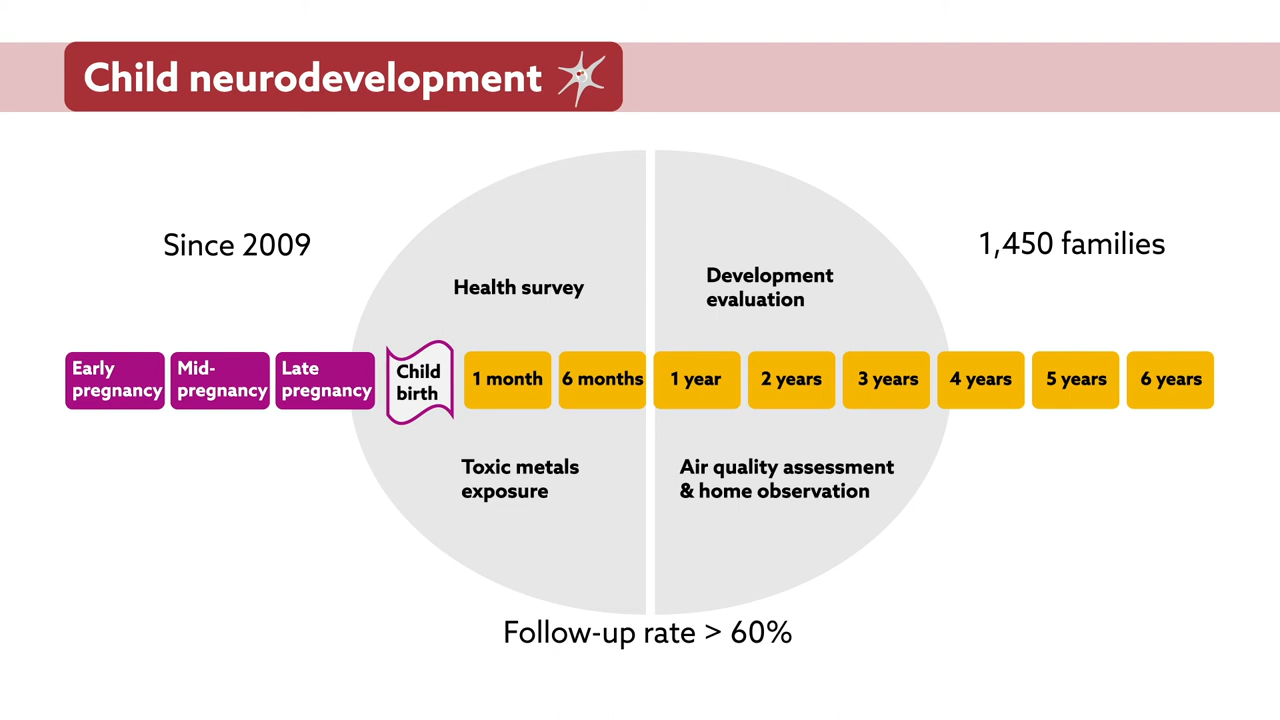 Child neurodevelopment
Since 2009
1,450 families
Health survey
Development
evaluation
Early
pregnancy
Mid-
pregnancy
Late
pregnancy
Child
birth
1 month
6 months
1 year
2 years
3 years
4 years
5 years
6 years
Toxic metals
exposure
Air quality assessment
& home observation
Follow-up rate > 60%